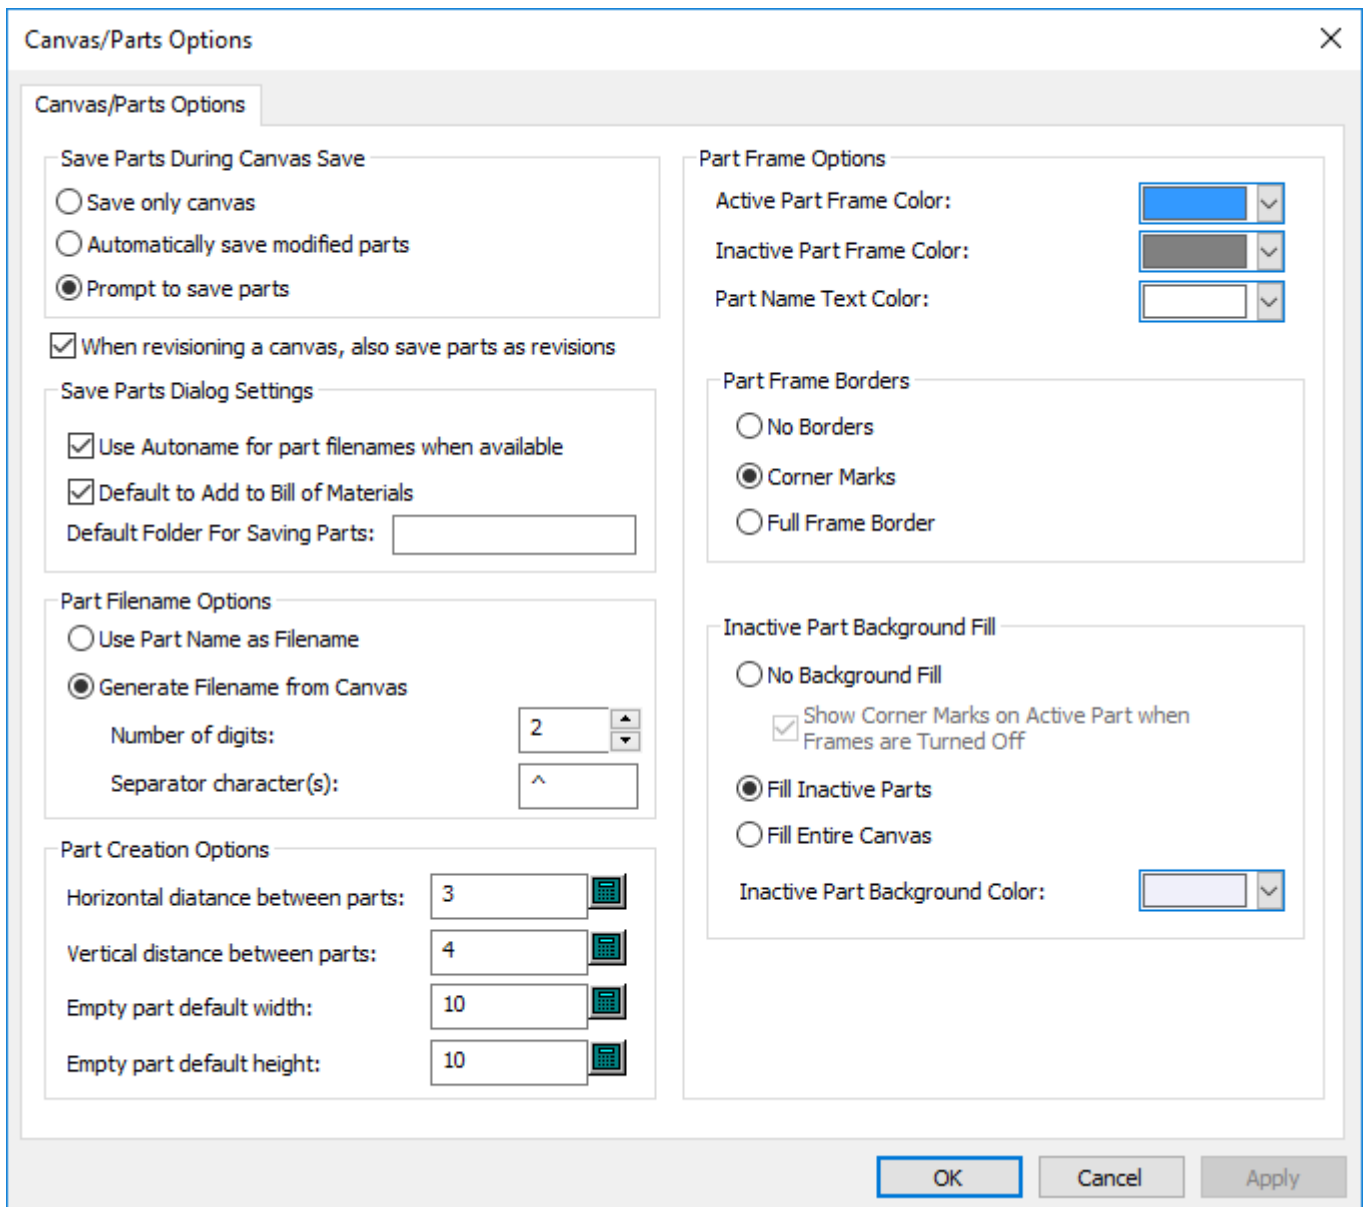 Canvas/Parts Options
Canvas/Parts Options
Save Parts During Canvas Save
Save only canvas
Automatically save modified parts
Prompt to save parts
When revisioning a canvas, also save parts as revisions
Save Parts Dialog Settings
Use Autoname for part filenames when available
Default to Add to Bill of Materials
Default Folder For Saving Parts:
Part Filename Options
Use Part Name as Filename
Generate Filename from Canvas
Number of digits: 2
Separator character(s): ^
Part Creation Options
Horizontal diatance between parts: 3
Vertical distance between parts: 4
Empty part default width: 10
Empty part default height: 10
Part Frame Options
Active Part Frame Color:
Inactive Part Frame Color:
Part Name Text Color:
Part Frame Borders
No Borders
Corner Marks
Full Frame Border
Inactive Part Background Fill
No Background Fill
Show Corner Marks on Active Part when
Frames are Turned Off
Fill Inactive Parts
Fill Entire Canvas
Inactive Part Background Color:
OK Cancel Apply